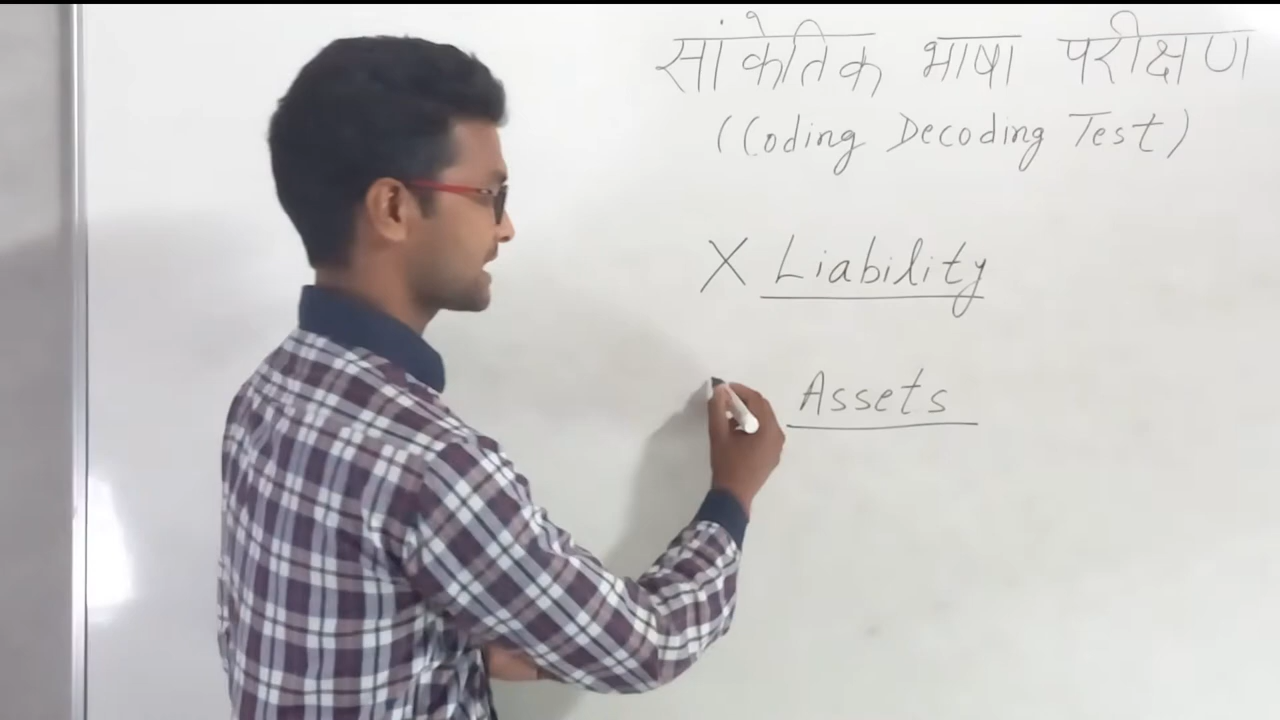 सांकेतिक भाषा परीक्षण
(Coding Decoding Test)
X Liability
Assets